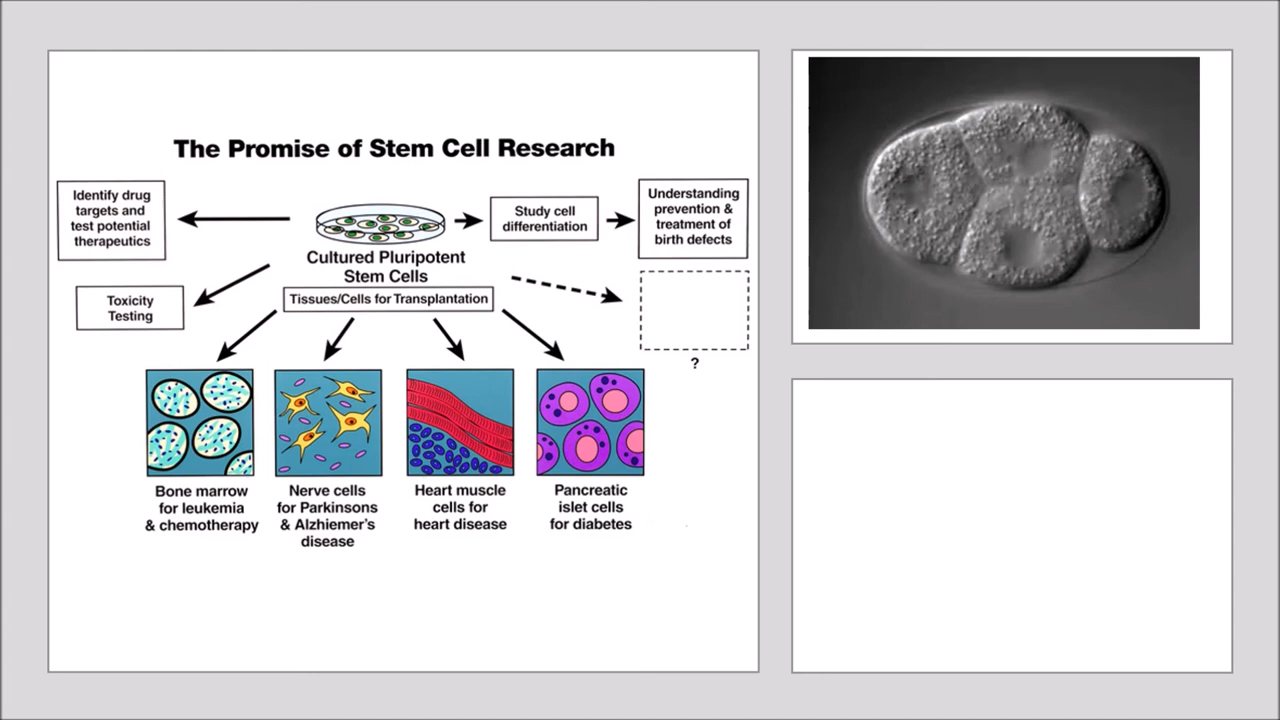 The Promise of Stem Cell Research
Identify drug
targets and
test potential
therapeutics
Study cell
differentiation
Understanding
prevention &
treatment of
birth defects
Cultured Pluripotent
Stem Cells
Toxicity
Testing
Tissues/Cells for Transplantation
?
Bone marrow
for leukemia
& chemotherapy
Nerve cells
for Parkinsons
& Alzhiemer's
disease
Heart muscle
cells for
heart disease
Pancreatic
islet cells
for diabetes